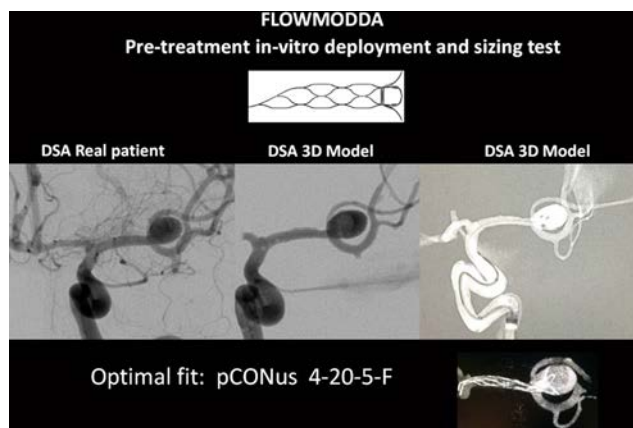 FLOWMODDA
Pre-treatment in-vitro deployment and sizing test
DSA Real patient
DSA 3D Model
DSA 3D Model
Optimal fit: pCONus 4-20-5-F